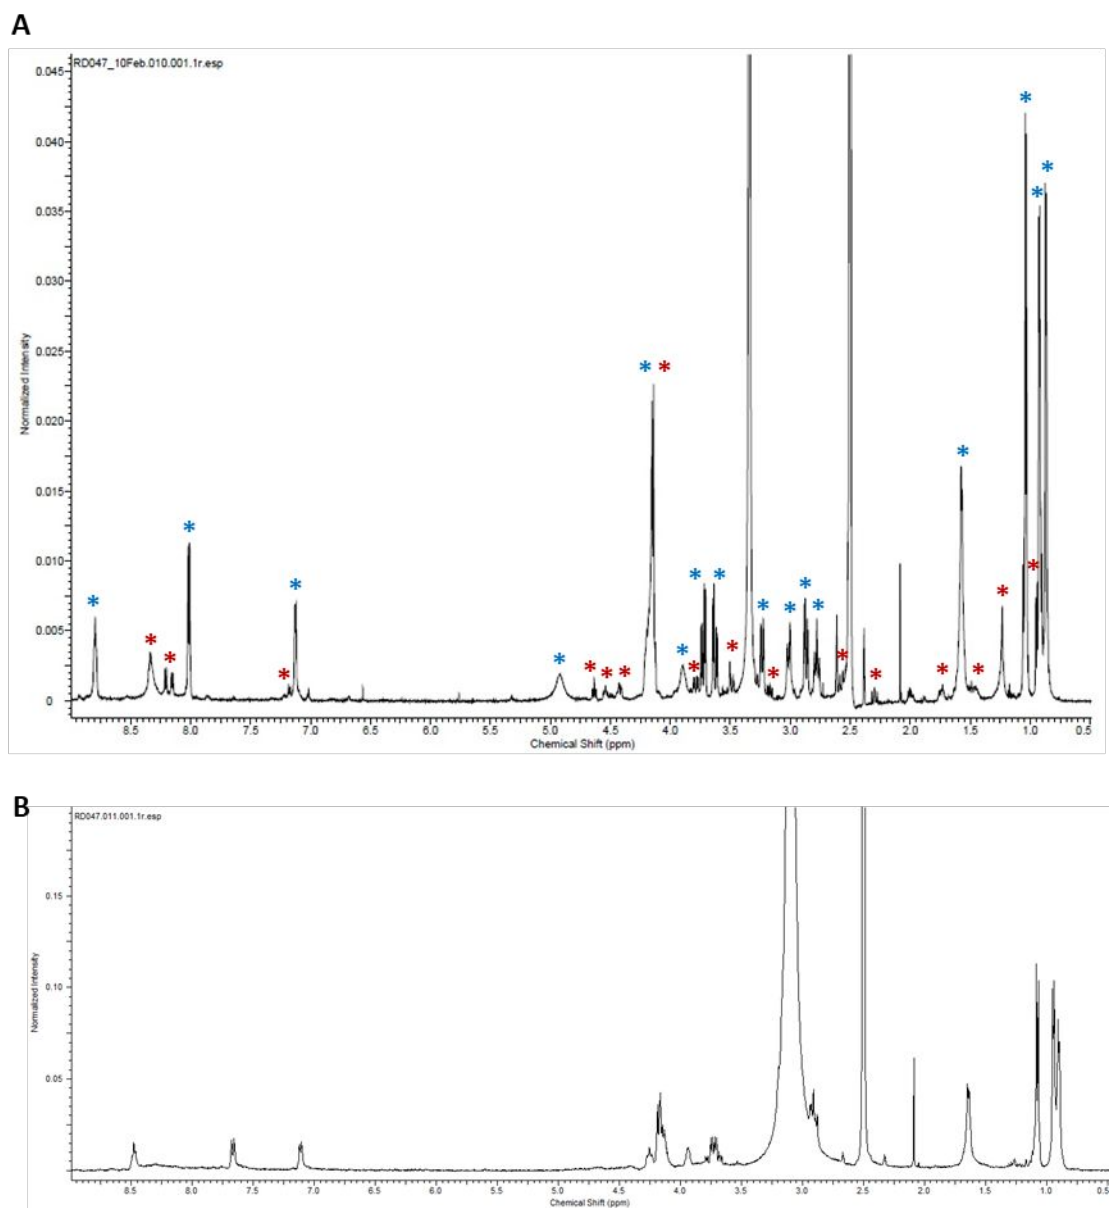 A
RD047_10Feb.010.001.1r.esp
Normalized Intensity
0.045
0.040
0.035
0.030
0.025
0.020
0.015
0.010
0.005
0
8.5 8.0 7.5 7.0 6.5 6.0 5.5 5.0 4.5 4.0 3.5 3.0 2.5 2.0 1.5 1.0 0.5
Chemical Shift (ppm)
B
RD047.011.001.1r.esp
Normalized Intensity
0.15
0.10
0.05
8.5 8.0 7.5 7.0 6.5 6.0 5.5 5.0 4.5 4.0 3.5 3.0 2.5 2.0 1.5 1.0 0.5
Chemical Shift (ppm)